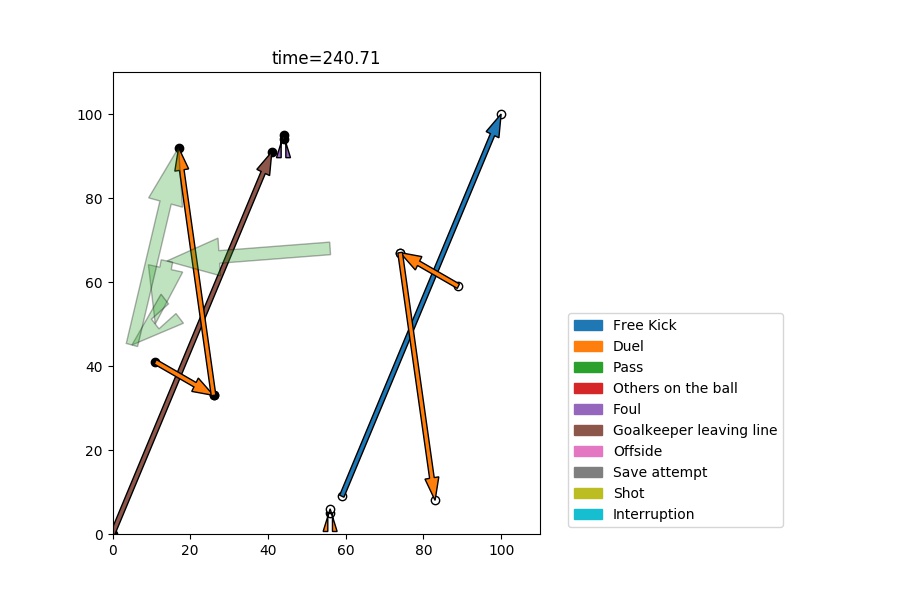 time=240.71
100
80
60
40
20
0
0
20
40
60
80
100
Free Kick
Duel
Pass
Others on the ball
Foul
Goalkeeper leaving line
Offside
Save attempt
Shot
Interruption